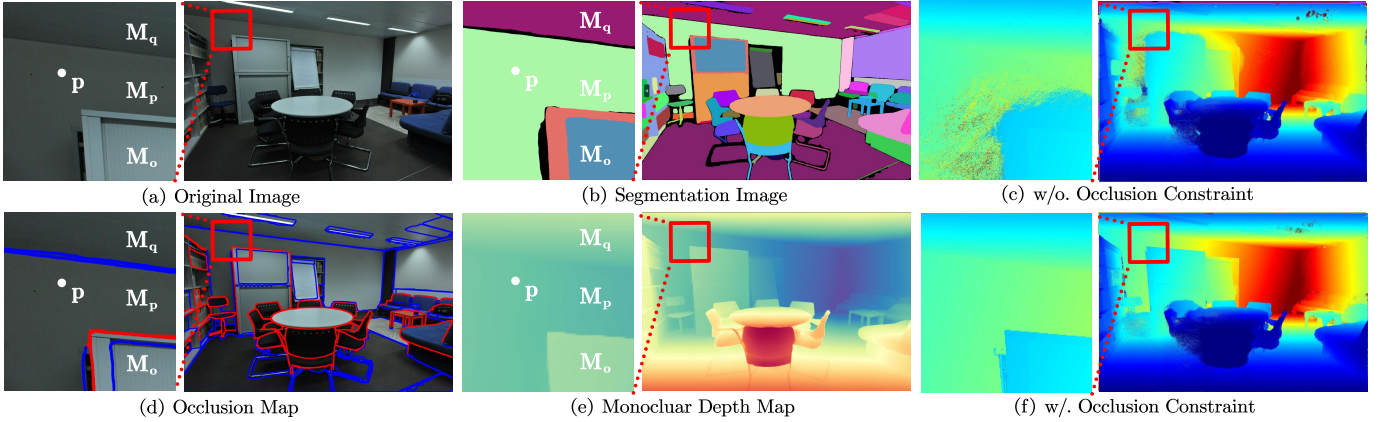 M_q
p
M_p
M_o
M_q
p
M_p
M_o
(a) Original Image
(b) Segmentation Image
(c) w/o. Occlusion Constraint
M_q
p
M_p
M_o
M_q
p
M_p
M_o
(d) Occlusion Map
(e) Monocluar Depth Map
(f) w/. Occlusion Constraint